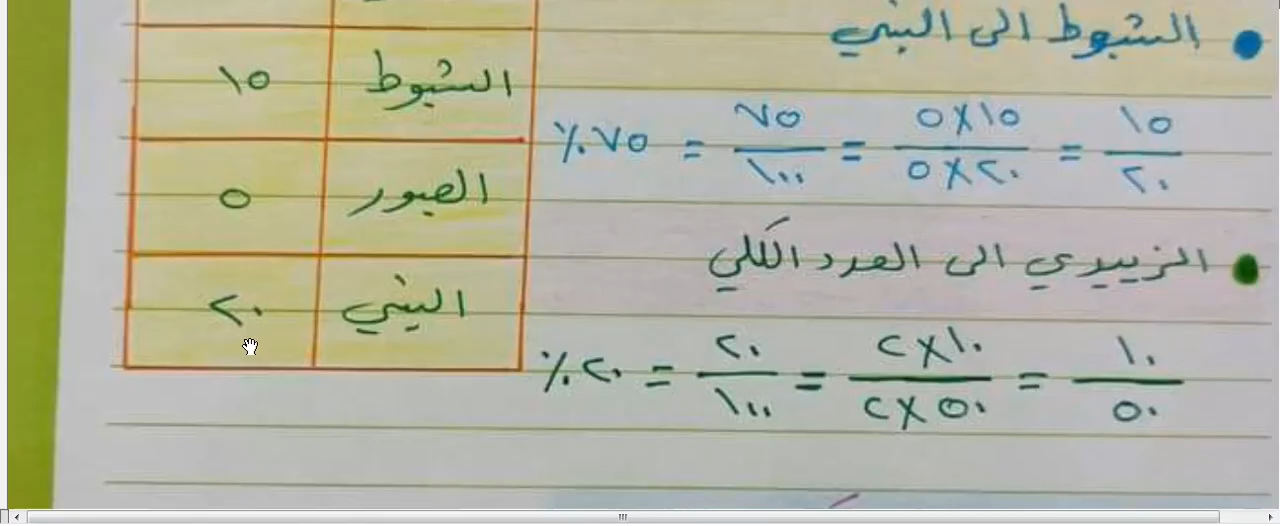 الشبوط الى البني
١٥/٢٠ = ٥×١٥/٥×٢٠ = ٧٥/١٠٠ = ٧٥٪
الزبيدي الى العدد الكلي
١٠/٥٠ = ٢×١٠/٢×٥٠ = ٢٠/١٠٠ = ٢٠٪
الشبوط ١٥
الصبور ٥
البني ٢٠